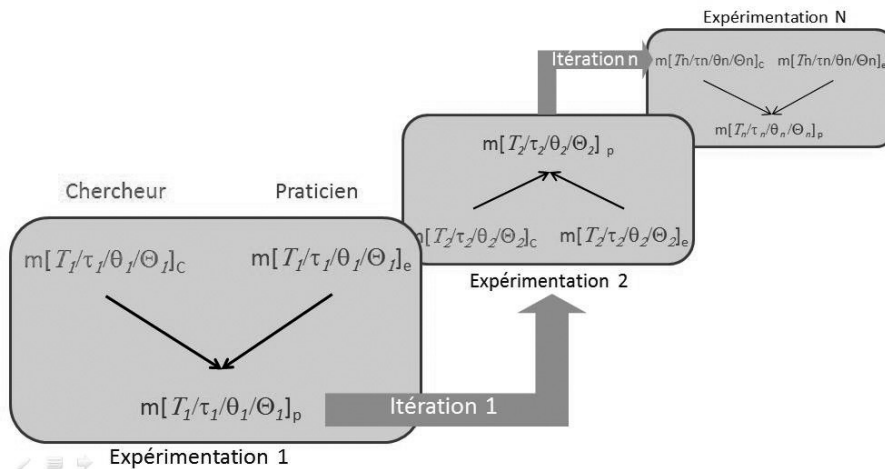 Expérimentation N
Itération n
m[Tn/τn/θn/Θn]C
m[Tn/τn/θn/Θn]e
m[Tn/τn/θn/Θn]p
m[T2/τ2/θ2/Θ2] p
m[T2/τ2/θ2/Θ2]C
m[T2/τ2/θ2/Θ2]e
Expérimentation 2
Chercheur
Praticien
m[T1/τ1/θ1/Θ1]C
m[T1/τ1/θ1/Θ1]e
m[T1/τ1/θ1/Θ1]p
Itération 1
Expérimentation 1